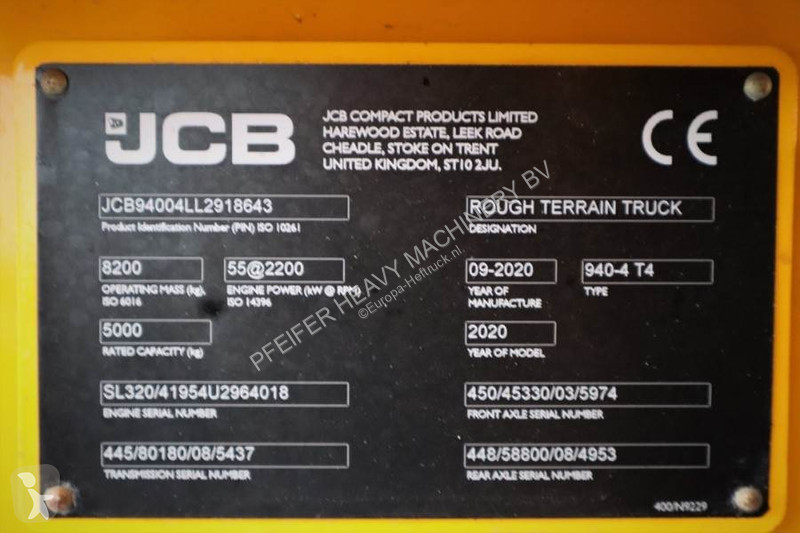 JCB
JCB COMPACT PRODUCTS LIMITED
HAREWOOD ESTATE, LEEK ROAD
CHEADLE, STOKE ON TRENT
UNITED KINGDOM, ST10 2JU.
CE
JCB94004LL2918643
Product Identification Number (PIN) ISO 10261
ROUGH TERRAIN TRUCK
DESIGNATION
8200
OPERATING MASS (kg),
ISO 6016
55@2200
ENGINE POWER (kW @ RPM)
ISO 14396
09-2020
YEAR OF
MANUFACTURE
940-4 T4
TYPE
5000
RATED CAPACITY (kg)
2020
YEAR OF MODEL
SL320/41954U2964018
ENGINE SERIAL NUMBER
450/45330/03/5974
FRONT AXLE SERIAL NUMBER
445/80180/08/5437
TRANSMISSION SERIAL NUMBER
448/58800/08/4953
REAR AXLE SERIAL NUMBER
400/N9229
PFEIFER HEAVY MACHINERY BV
©Europa-Heftruck.nl.